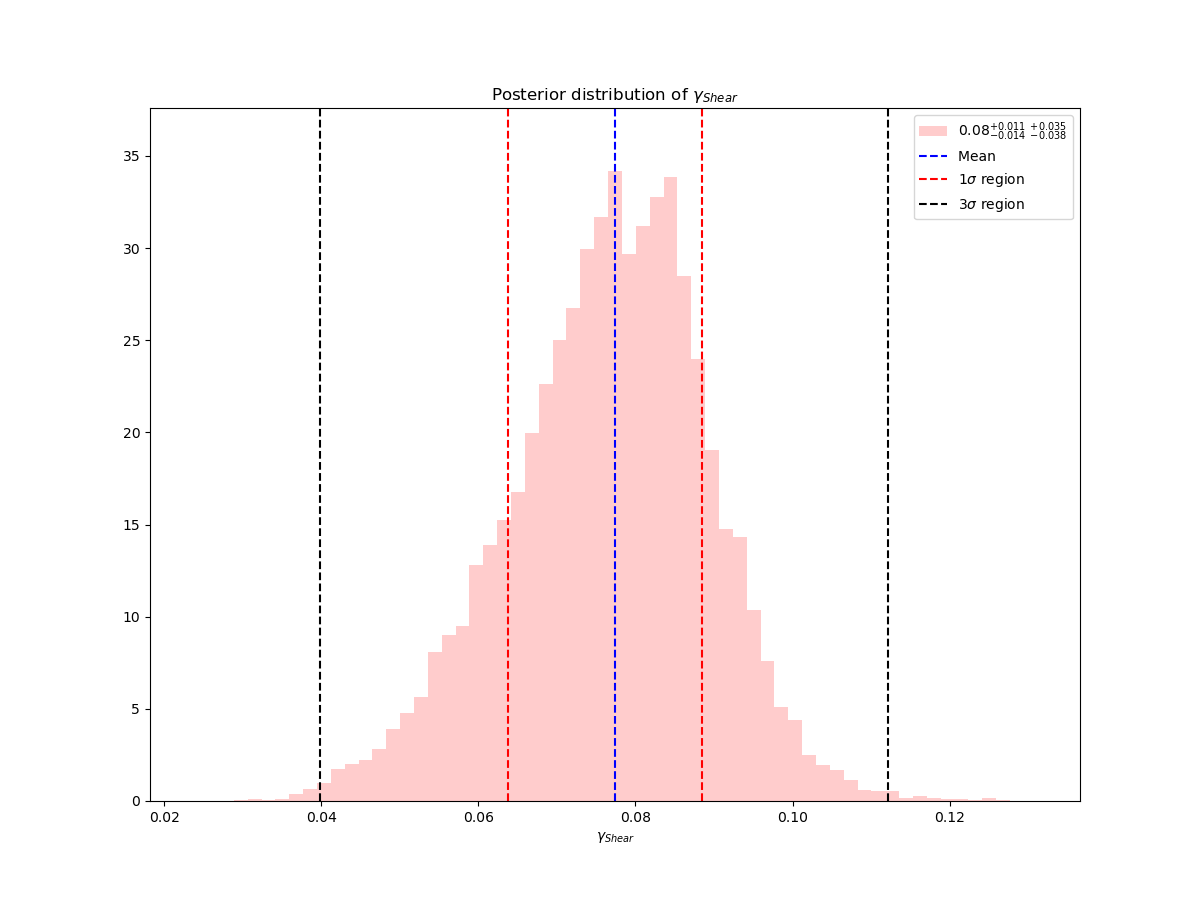 Posterior distribution of γ_Shear
0.08^{+0.011 +0.035}_{−0.014 −0.038}
Mean
1σ region
3σ region
35
30
25
20
15
10
5
0
0.02 0.04 0.06 0.08 0.10 0.12
γ_Shear